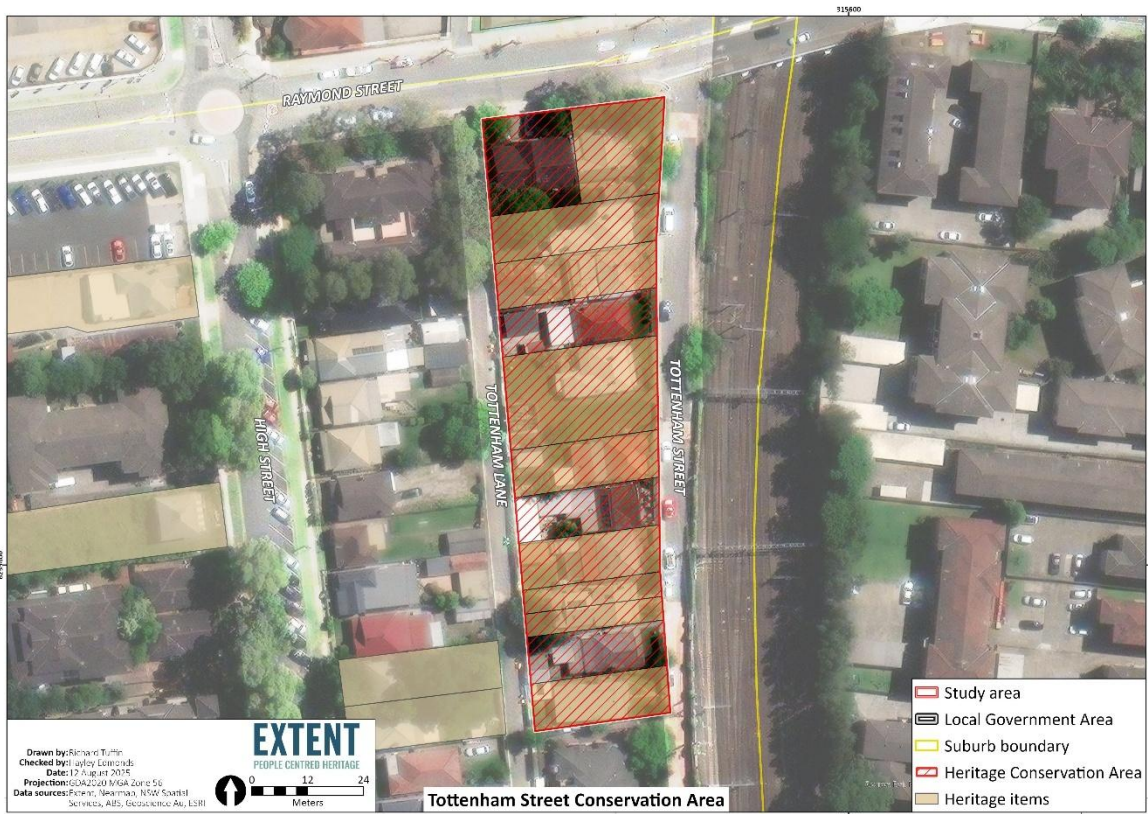 315600
RAYMOND STREET
TOTTENHAM LANE
TOTTENHAM STREET
HIGH STREET
Study area
Local Government Area
Suburb boundary
Heritage Conservation Area
Heritage items
Drawn by: Richard Tuffin
Checked by: Hayley Edmonds
Date: 12 August 2025
Projection: GDA2020 MGA Zone 56
Data sources: Extent, Nearmap, NSW Spatial
Services, ABS, Geoscience Au, ESRI
EXTENT
PEOPLE CENTRED HERITAGE
0 12 24
Meters
Tottenham Street Conservation Area